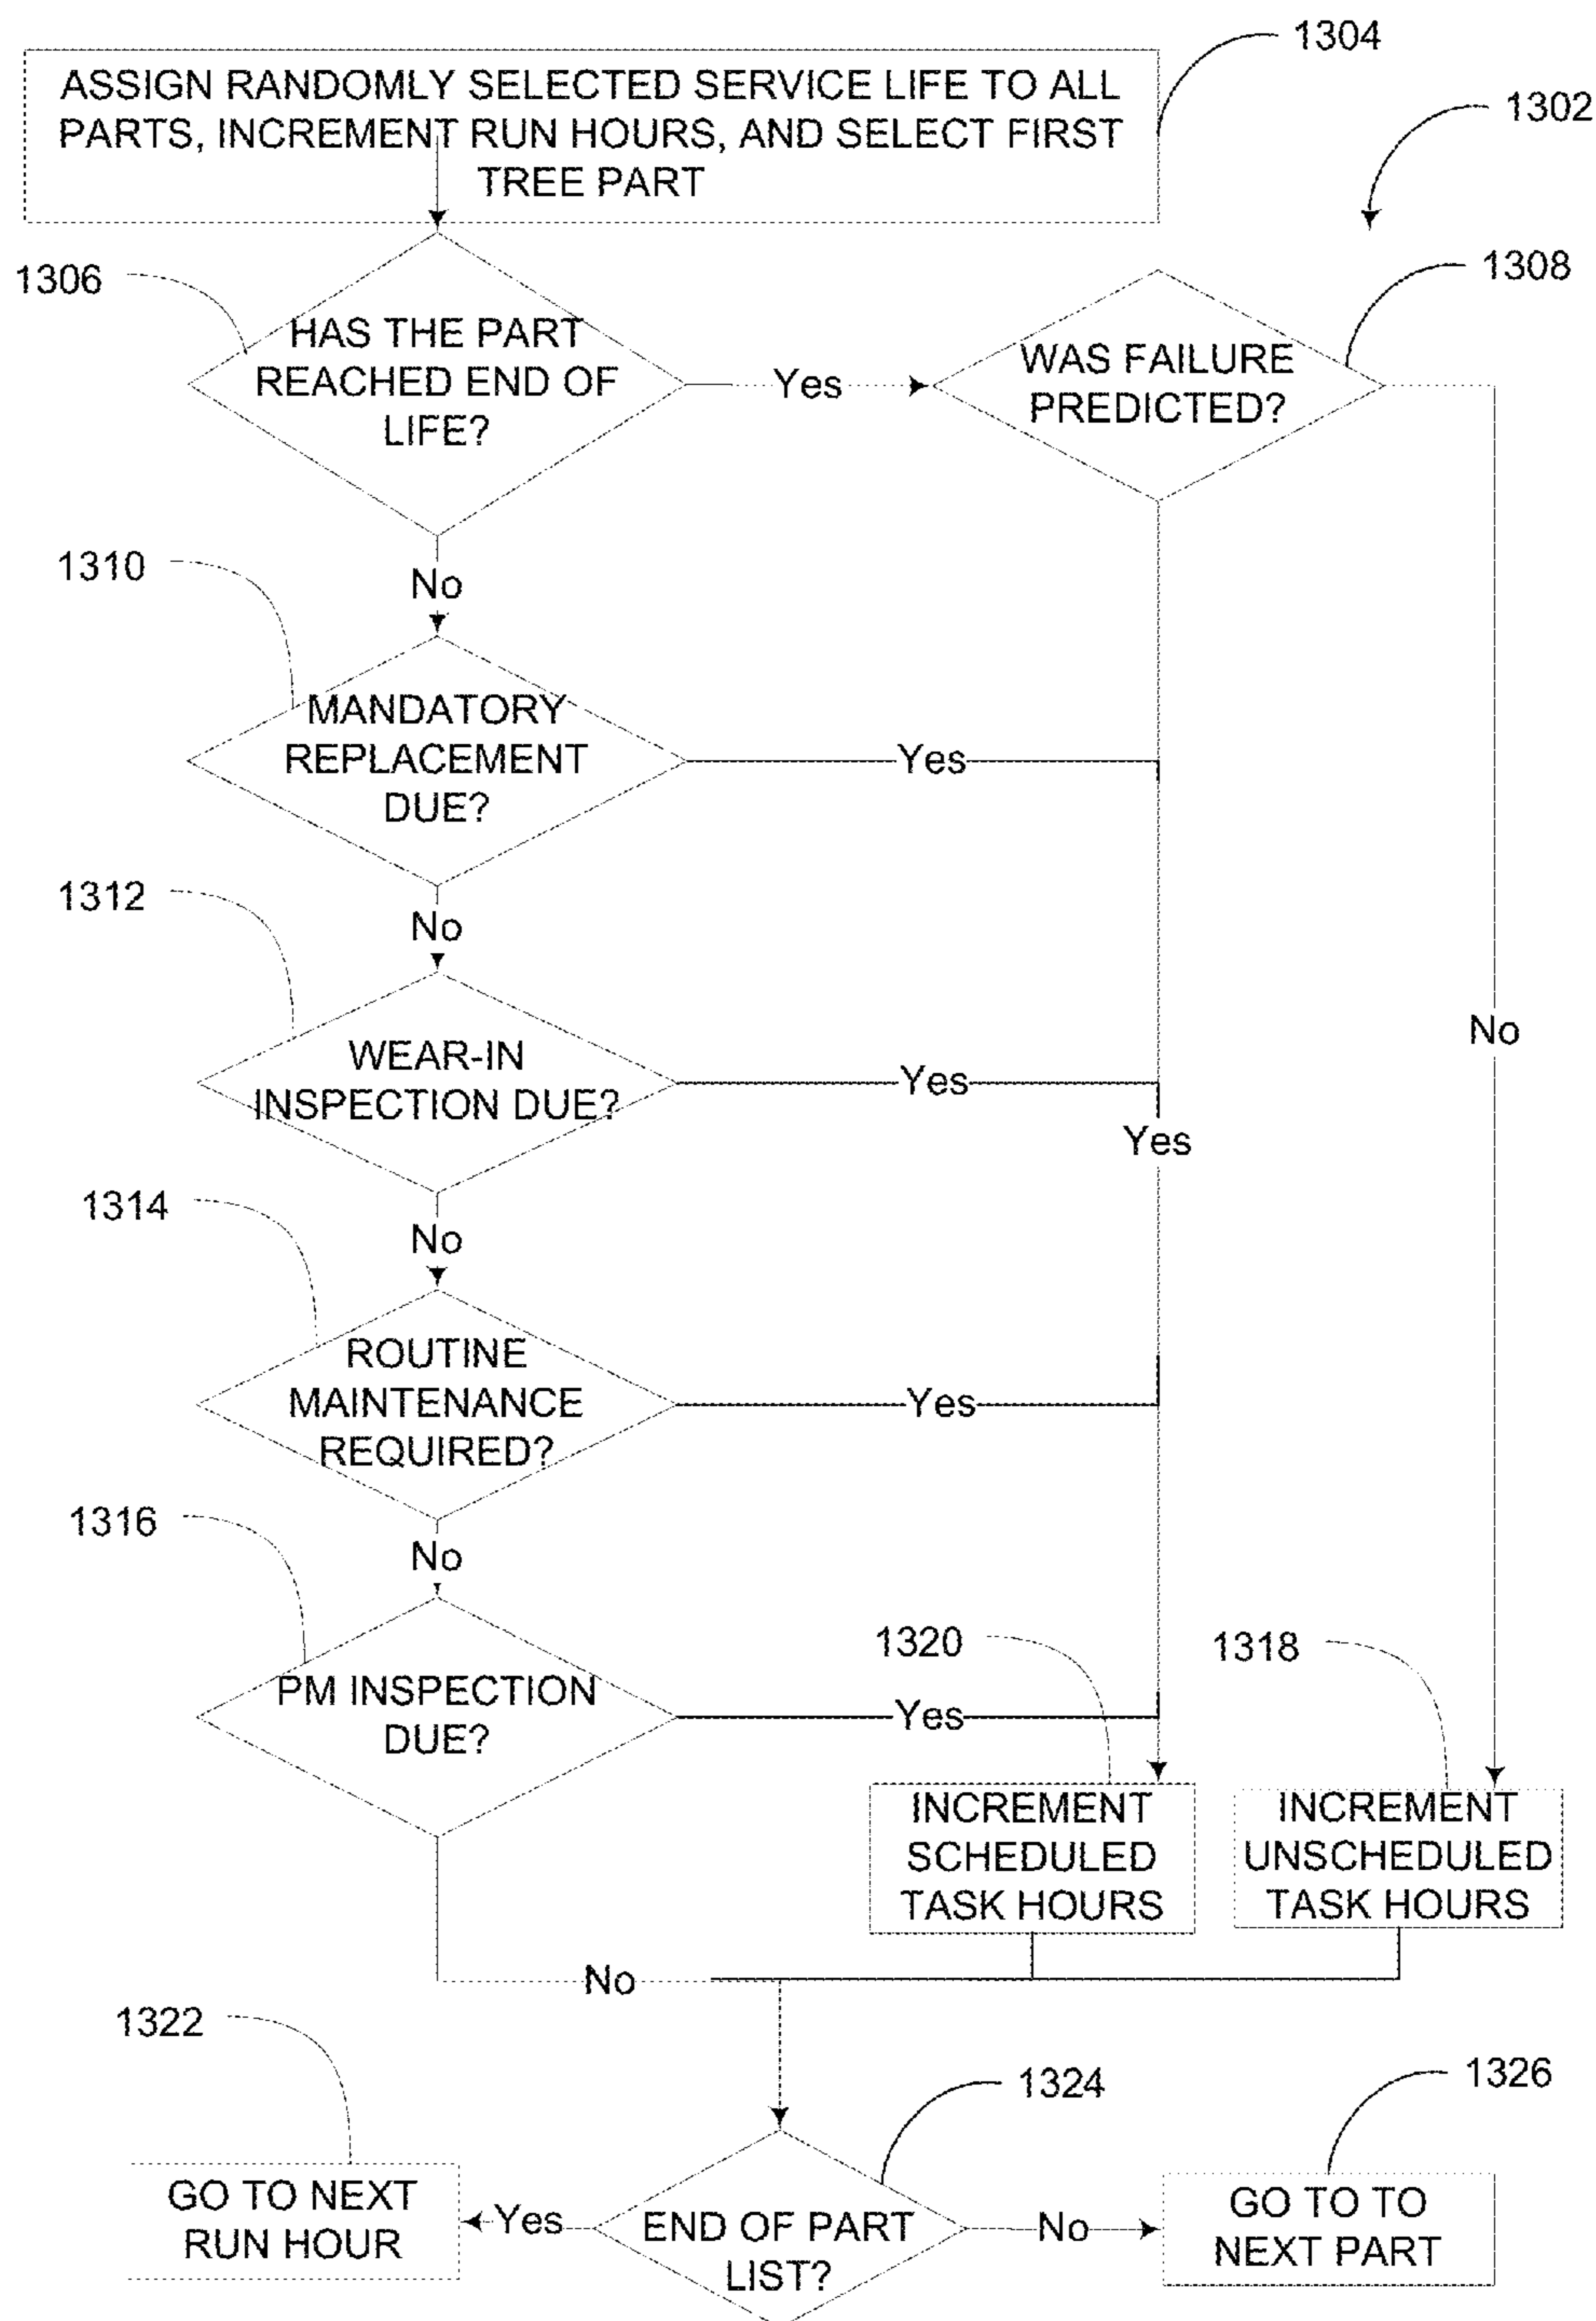 1304
ASSIGN RANDOMLY SELECTED SERVICE LIFE TO ALL
PARTS, INCREMENT RUN HOURS, AND SELECT FIRST
TREE PART
1302
1306
HAS THE PART
REACHED END OF
LIFE?
Yes
1308
WAS FAILURE
PREDICTED?
No
1310
MANDATORY
REPLACEMENT
DUE?
Yes
No
1312
WEAR-IN
INSPECTION DUE?
Yes
No
Yes
No
1314
ROUTINE
MAINTENANCE
REQUIRED?
Yes
No
1316
PM INSPECTION
DUE?
Yes
1320
INCREMENT
SCHEDULED
TASK HOURS
1318
INCREMENT
UNSCHEDULED
TASK HOURS
No
1322
GO TO NEXT
RUN HOUR
Yes
1324
END OF PART
LIST?
No
1326
GO TO TO
NEXT PART